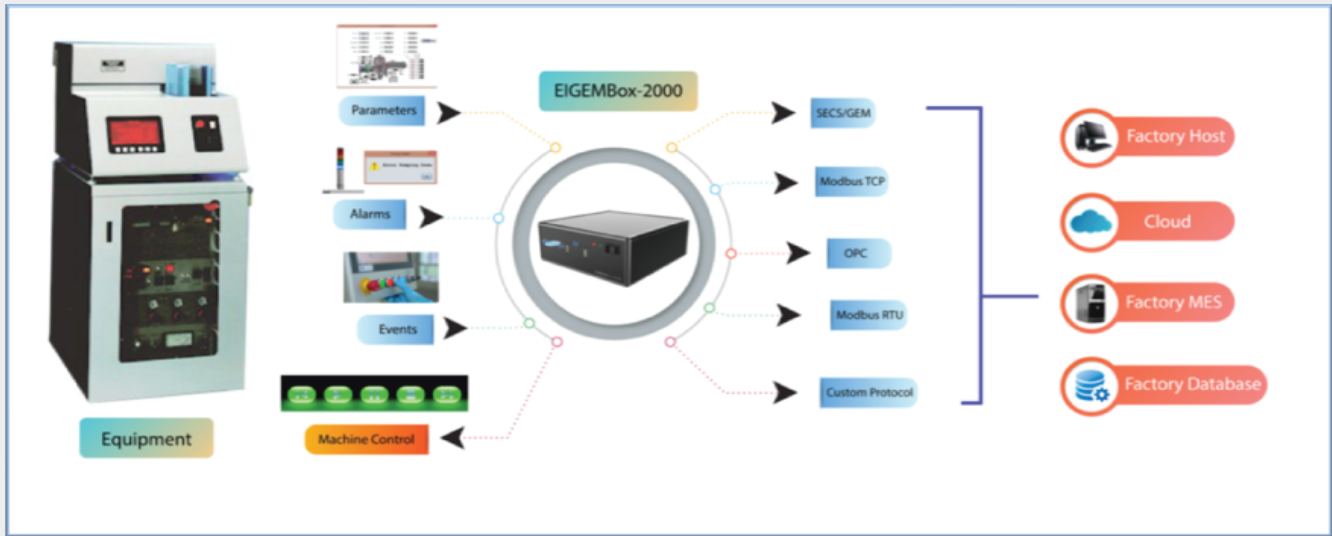 EIGEMBox-2000
Parameters
Alarms
Events
Machine Control
Equipment
SECS/GEM
Modbus TCP
OPC
Modbus RTU
Custom Protocol
Factory Host
Cloud
Factory MES
Factory Database